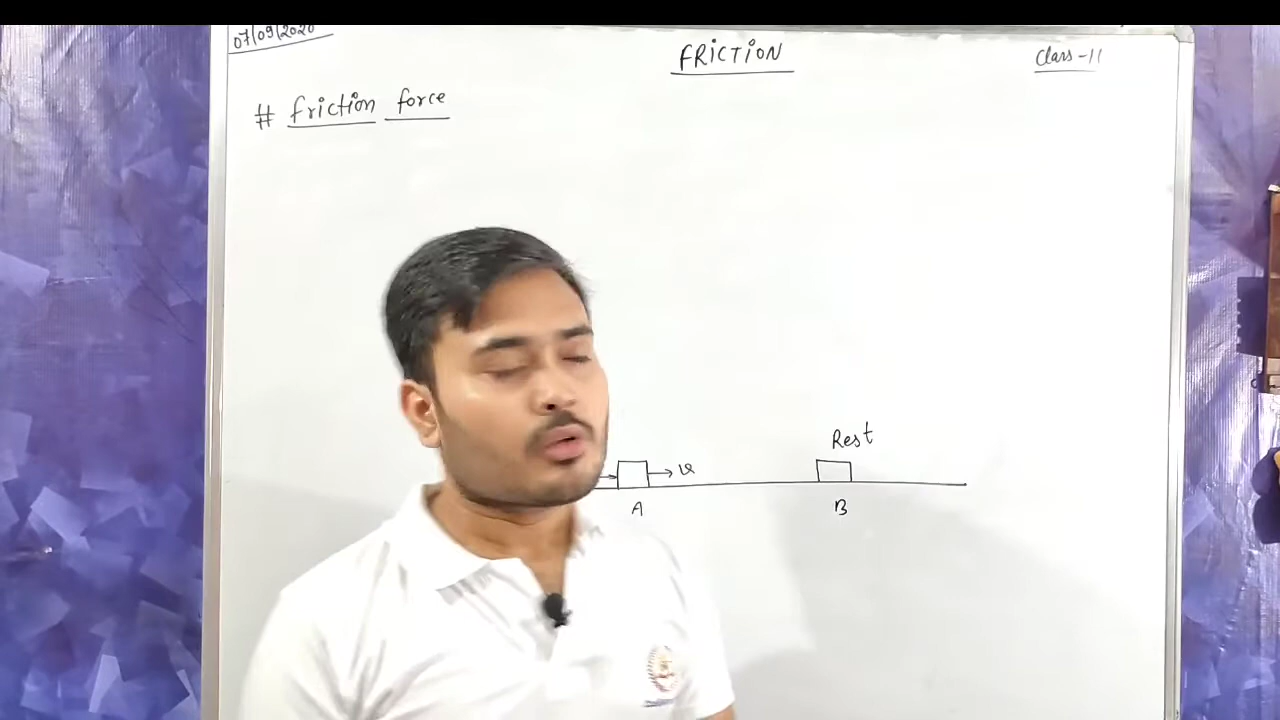 07/09/2020
FRICTION
Class-11
# friction force
Rest
v
A
B